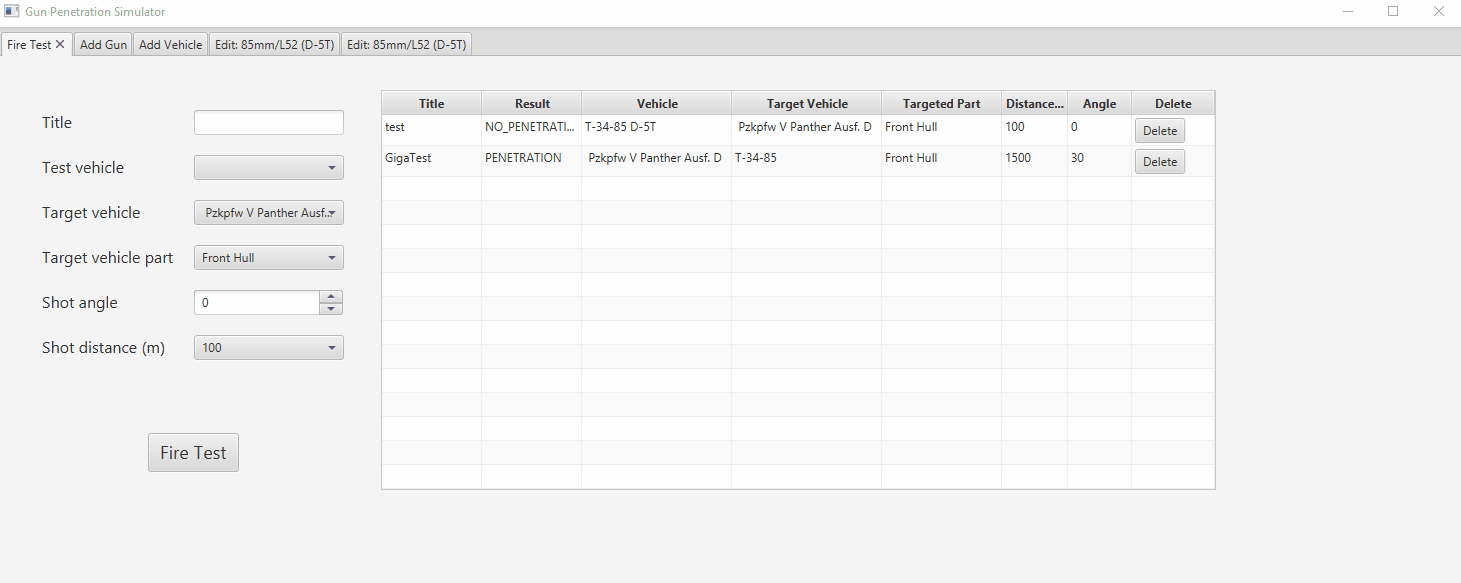 Gun Penetration Simulator
Fire Test Add Gun Add Vehicle Edit: 85mm/L52 (D-5T) Edit: 85mm/L52 (D-5T)
Title
Test vehicle
Target vehicle Pzkpfw V Panther Ausf...
Target vehicle part Front Hull
Shot angle 0
Shot distance (m) 100
Fire Test
Title Result Vehicle Target Vehicle Targeted Part Distance... Angle Delete
test NO_PENETRATI... T-34-85 D-5T Pzkpfw V Panther Ausf. D Front Hull 100 0 Delete
GigaTest PENETRATION Pzkpfw V Panther Ausf. D T-34-85 Front Hull 1500 30 Delete